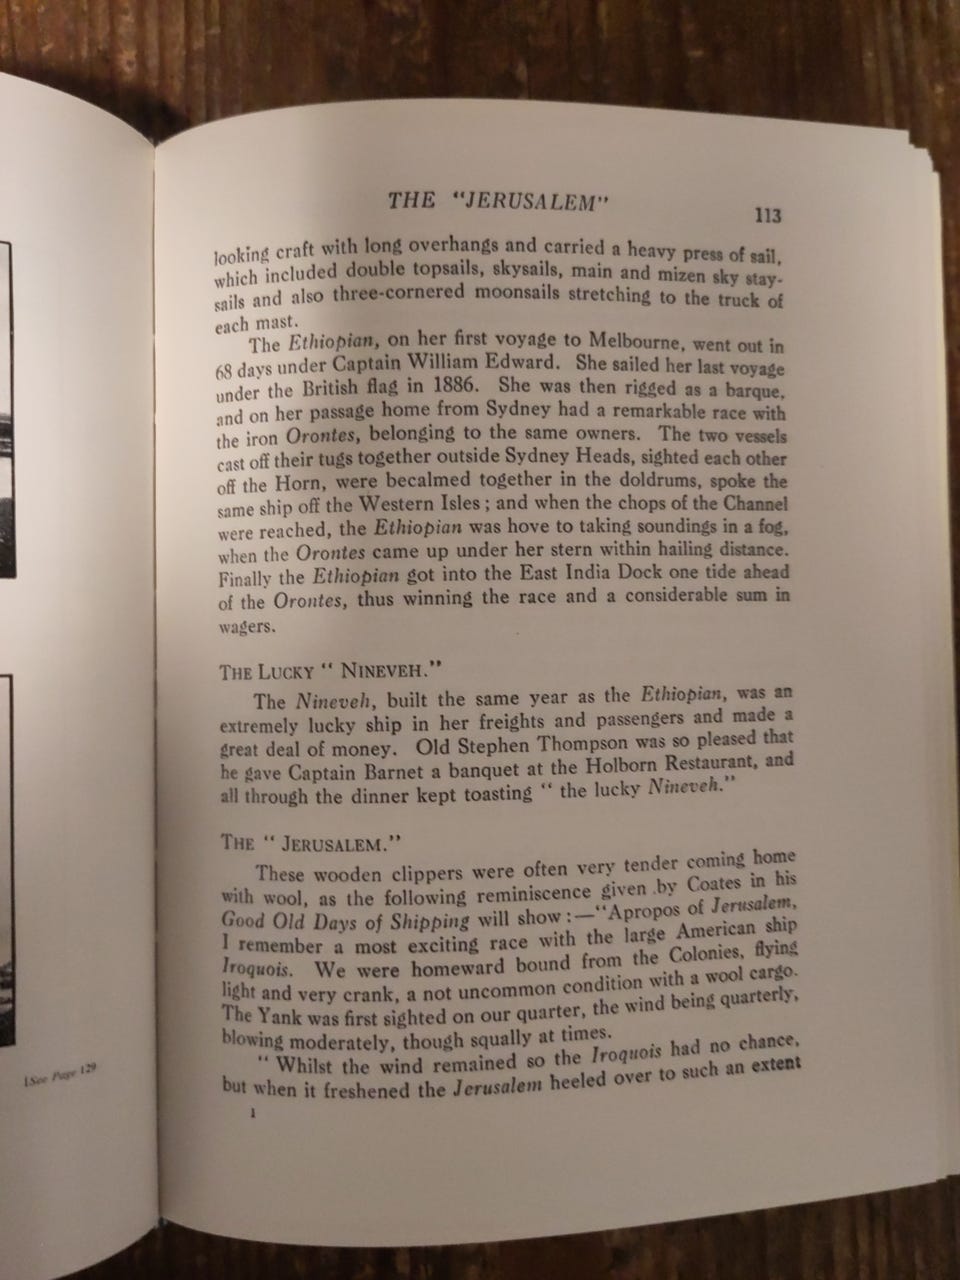 [See Page 129
THE "JERUSALEM"
113
looking craft with long overhangs and carried a heavy press of sail,
which included double topsails, skysails, main and mizen sky stay-
sails and also three-cornered moonsails stretching to the truck of
each mast.
The Ethiopian, on her first voyage to Melbourne, went out in
68 days under Captain William Edward. She sailed her last voyage
under the British flag in 1886. She was then rigged as a barque,
and on her passage home from Sydney had a remarkable race with
the iron Orontes, belonging to the same owners. The two vessels
cast off their tugs together outside Sydney Heads, sighted each other
off the Horn, were becalmed together in the doldrums, spoke the
same ship off the Western Isles; and when the chops of the Channel
were reached, the Ethiopian was hove to taking soundings in a fog,
when the Orontes came up under her stern within hailing distance.
Finally the Ethiopian got into the East India Dock one tide ahead
of the Orontes, thus winning the race and a considerable sum in
wagers.
THE LUCKY "NINEVEH."
The Nineveh, built the same year as the Ethiopian, was an
extremely lucky ship in her freights and passengers and made a
great deal of money. Old Stephen Thompson was so pleased that
he gave Captain Barnet a banquet at the Holborn Restaurant, and
all through the dinner kept toasting "the lucky Nineveh."
THE "JERUSALEM."
These wooden clippers were often very tender coming home
with wool, as the following reminiscence given by Coates in his
Good Old Days of Shipping will show:—"Apropos of Jerusalem,
I remember a most exciting race with the large American ship
Iroquois. We were homeward bound from the Colonies, flying
light and very crank, a not uncommon condition with a wool cargo.
The Yank was first sighted on our quarter, the wind being quarterly,
blowing moderately, though squally at times.
"Whilst the wind remained so the Iroquois had no chance,
but when it freshened the Jerusalem heeled over to such an extent
1